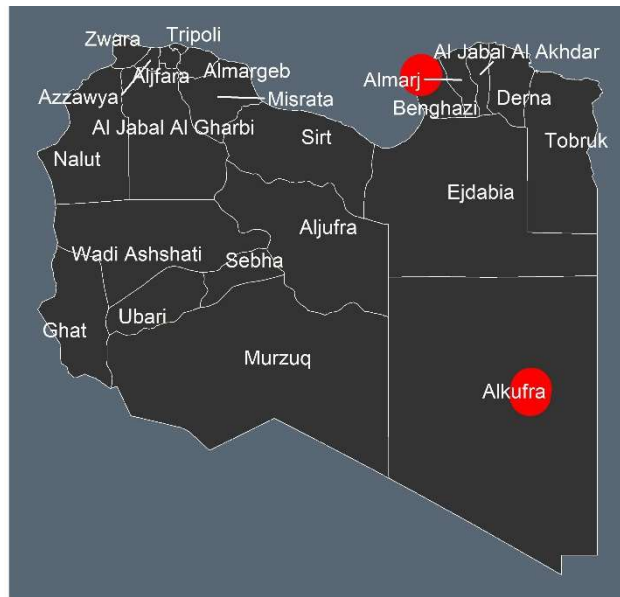 Zwara
Tripoli
Al Jabal Al Akhdar
Aljfara
Almargeb
Almarj
Azzawya
Misrata
Benghazi
Derna
Al Jabal Al Gharbi
Sirt
Tobruk
Nalut
Ejdabia
Aljufra
Wadi Ashshati
Sebha
Ubari
Ghat
Murzuq
Alkufra